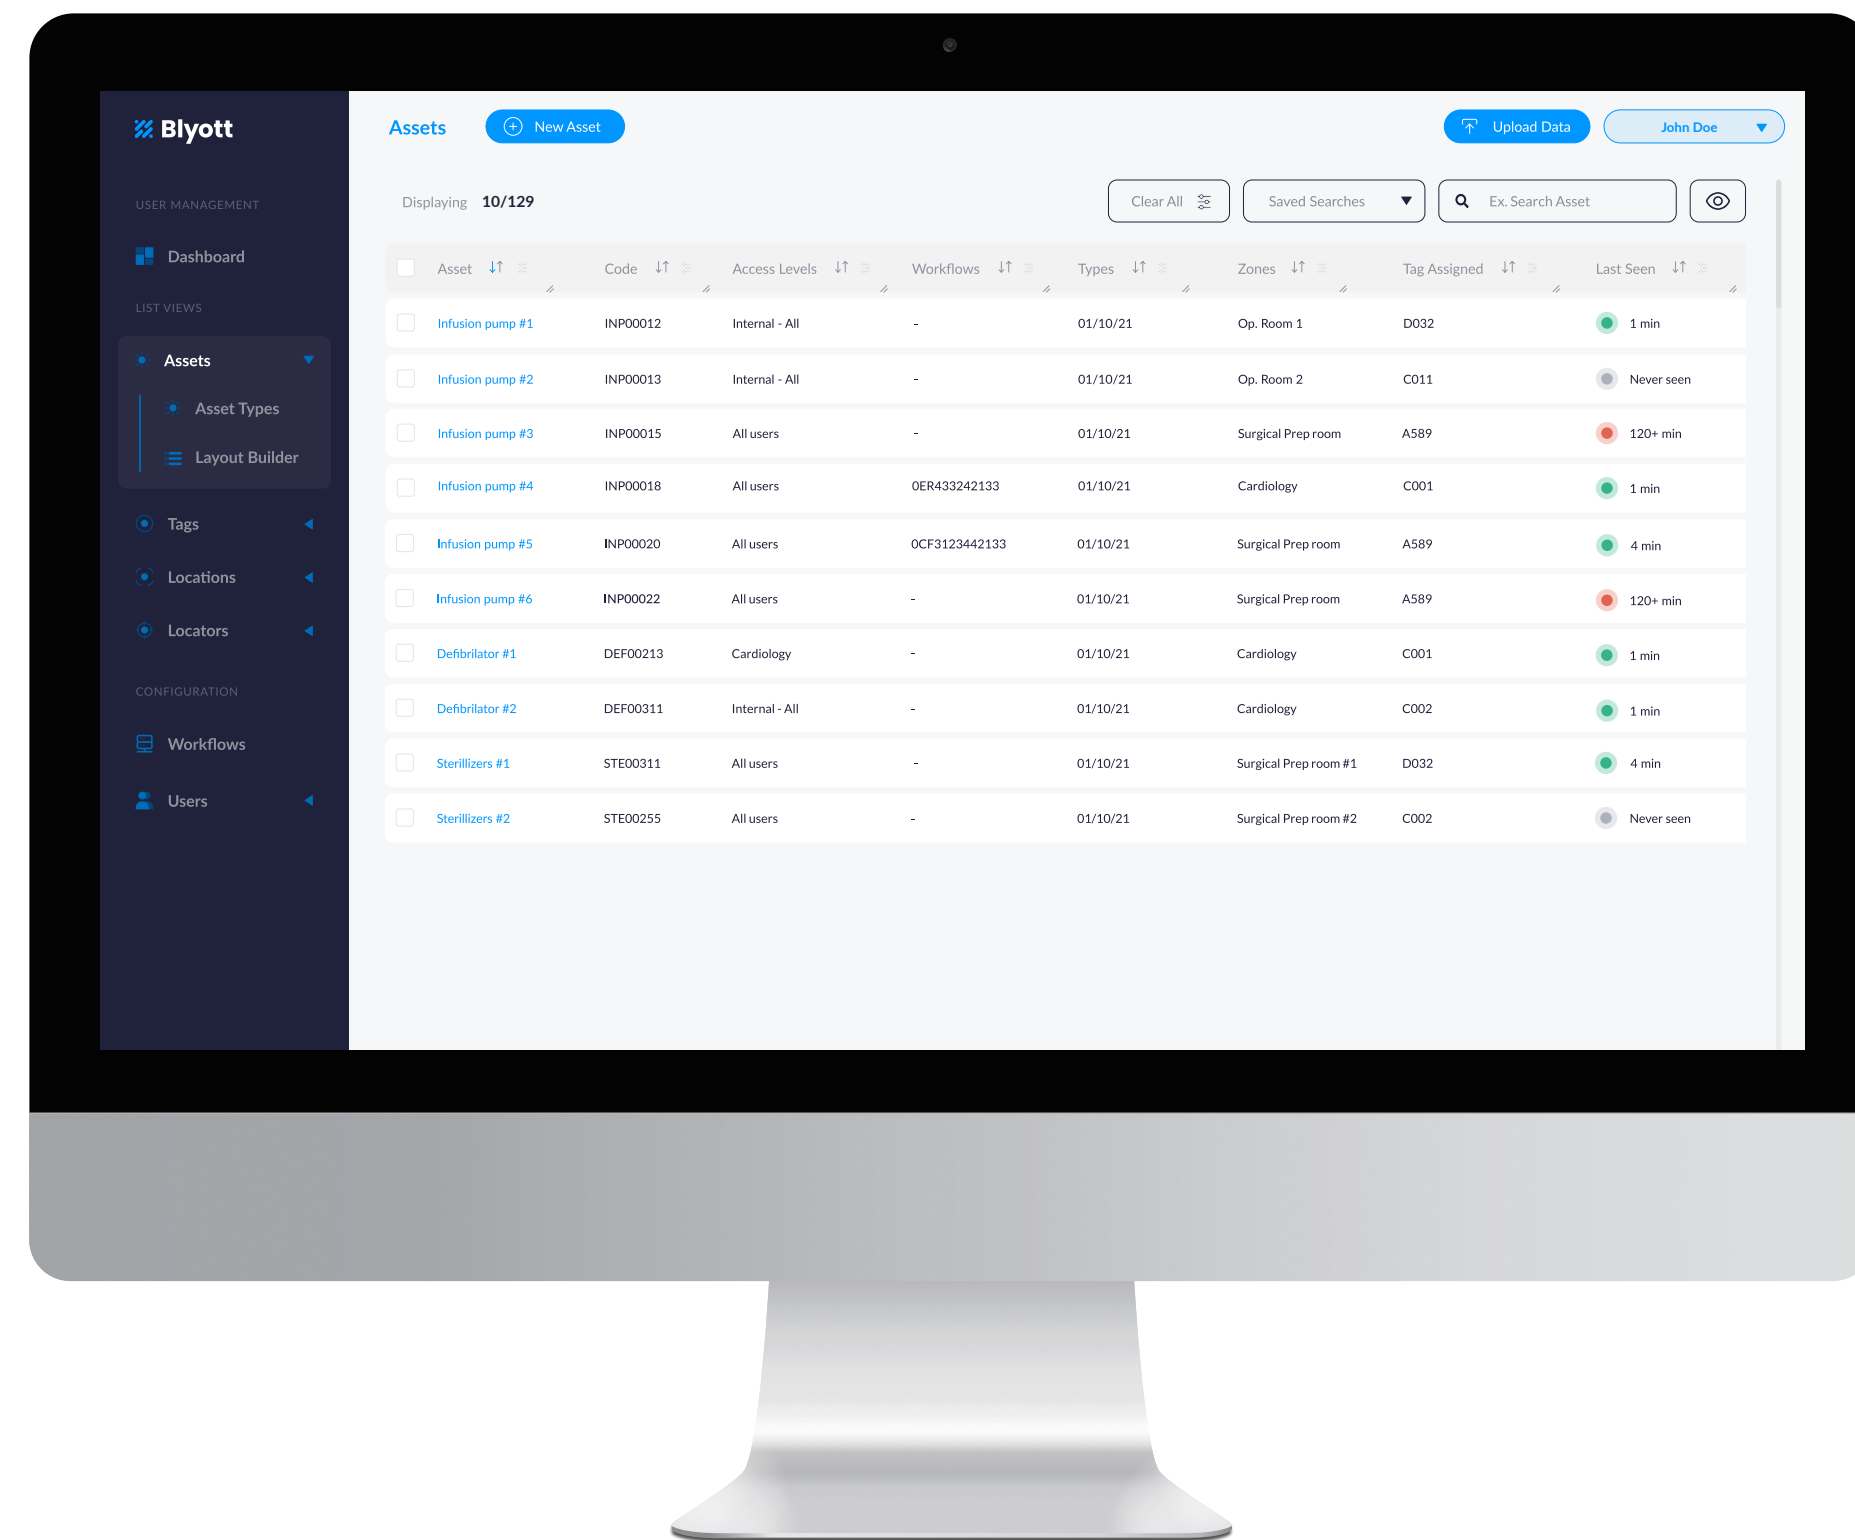 Blyott
Assets
New Asset
Upload Data
John Doe
USER MANAGEMENT
Dashboard
LIST VIEWS
Assets
Asset Types
Layout Builder
Tags
Locations
Locators
CONFIGURATION
Workflows
Users
Displaying 10/129
Clear All
Saved Searches
Ex. Search Asset
Asset Code Access Levels Workflows Types Zones Tag Assigned Last Seen
Infusion pump #1 INP00012 Internal - All - 01/10/21 Op. Room 1 D032 1 min
Infusion pump #2 INP00013 Internal - All - 01/10/21 Op. Room 2 C011 Never seen
Infusion pump #3 INP00015 All users - 01/10/21 Surgical Prep room A589 120+ min
Infusion pump #4 INP00018 All users 0ER433242133 01/10/21 Cardiology C001 1 min
Infusion pump #5 INP00020 All users 0CF3123442133 01/10/21 Surgical Prep room A589 4 min
Infusion pump #6 INP00022 All users - 01/10/21 Surgical Prep room A589 120+ min
Defibrilator #1 DEF00213 Cardiology - 01/10/21 Cardiology C001 1 min
Defibrilator #2 DEF00311 Internal - All - 01/10/21 Cardiology C002 1 min
Sterillizers #1 STE00311 All users - 01/10/21 Surgical Prep room #1 D032 4 min
Sterillizers #2 STE00255 All users - 01/10/21 Surgical Prep room #2 C002 Never seen